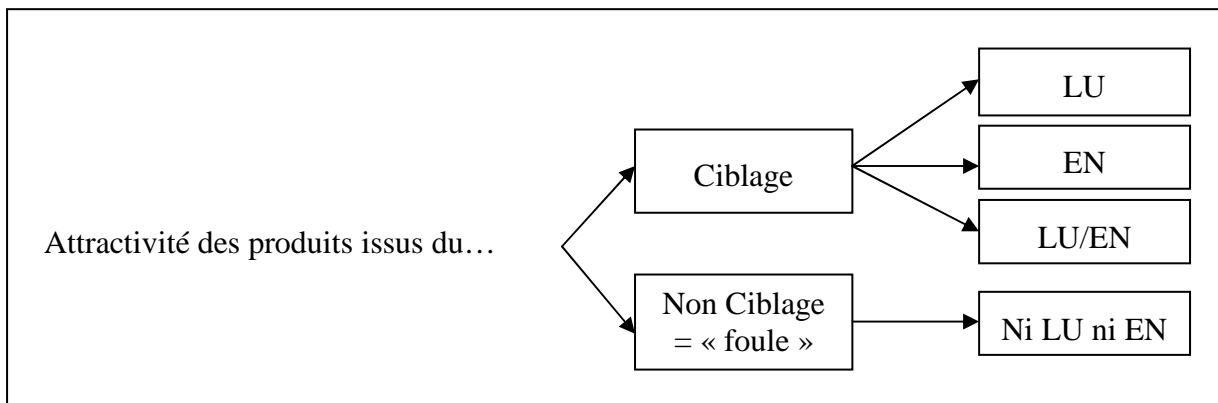 LU
Ciblage
EN
Attractivité des produits issus du…
LU/EN
Non Ciblage
= « foule »
Ni LU ni EN